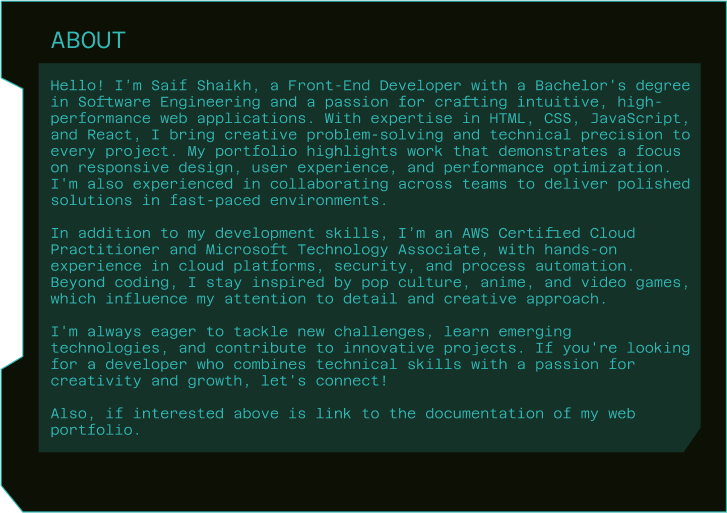 ABOUT
Hello! I'm Saif Shaikh, a Front-End Developer with a Bachelor's degree
in Software Engineering and a passion for crafting intuitive, high-
performance web applications. With expertise in HTML, CSS, JavaScript,
and React, I bring creative problem-solving and technical precision to
every project. My portfolio highlights work that demonstrates a focus
on responsive design, user experience, and performance optimization.
I'm also experienced in collaborating across teams to deliver polished
solutions in fast-paced environments.
In addition to my development skills, I'm an AWS Certified Cloud
Practitioner and Microsoft Technology Associate, with hands-on
experience in cloud platforms, security, and process automation.
Beyond coding, I stay inspired by pop culture, anime, and video games,
which influence my attention to detail and creative approach.
I'm always eager to tackle new challenges, learn emerging
technologies, and contribute to innovative projects. If you're looking
for a developer who combines technical skills with a passion for
creativity and growth, let's connect!
Also, if interested above is link to the documentation of my web
portfolio.